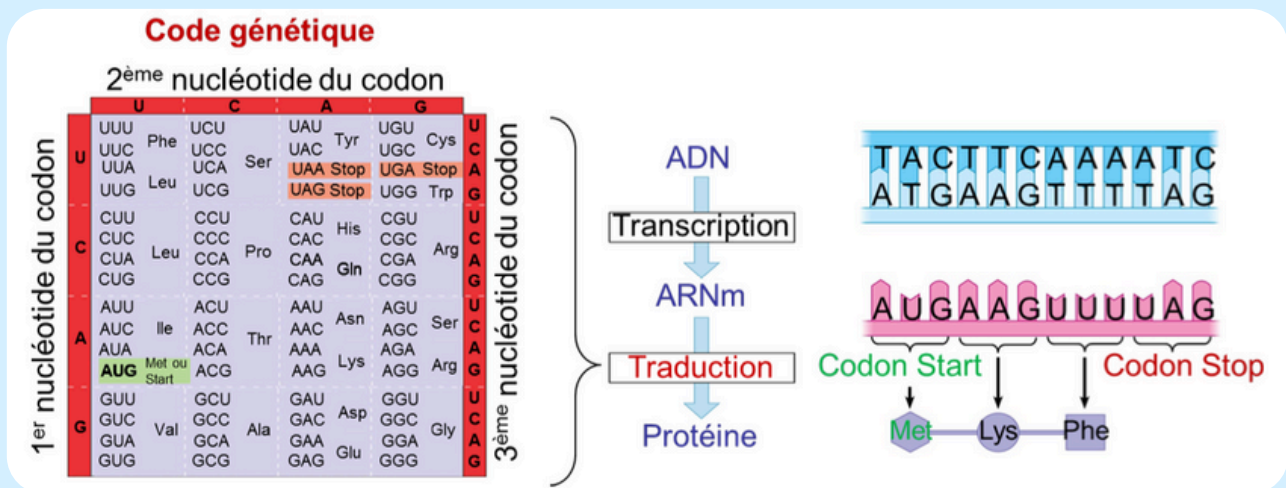 Code génétique
2ème nucléotide du codon
U C A G
1er nucléotide du codon
3ème nucléotide du codon
U
UUU Phe UCU Ser UAU Tyr UGU Cys U
UUC UCC UAC UGC C
UUA Leu UCA UAA Stop UGA Stop A
UUG UCG UAG Stop UGG Trp G
C
CUU Leu CCU Pro CAU His CGU Arg U
CUC CCC CAC CGC C
CUA CCA CAA Gln CGA A
CUG CCG CAG CGG G
A
AUU Ile ACU Thr AAU Asn AGU Ser U
AUC ACC AAC AGC C
AUA ACA AAA Lys AGA Arg A
AUG Met ou Start ACG AAG AGG G
G
GUU Val GCU Ala GAU Asp GGU Gly U
GUC GCC GAC GGC C
GUA GCA GAA Glu GGA A
GUG GCG GAG GGG G
ADN
Transcription
ARNm
Traduction
Protéine
TACTTCAAAATC
ATGAAGTTTTAG
AUGAAGUUUUAG
Codon Start Codon Stop
Met Lys Phe